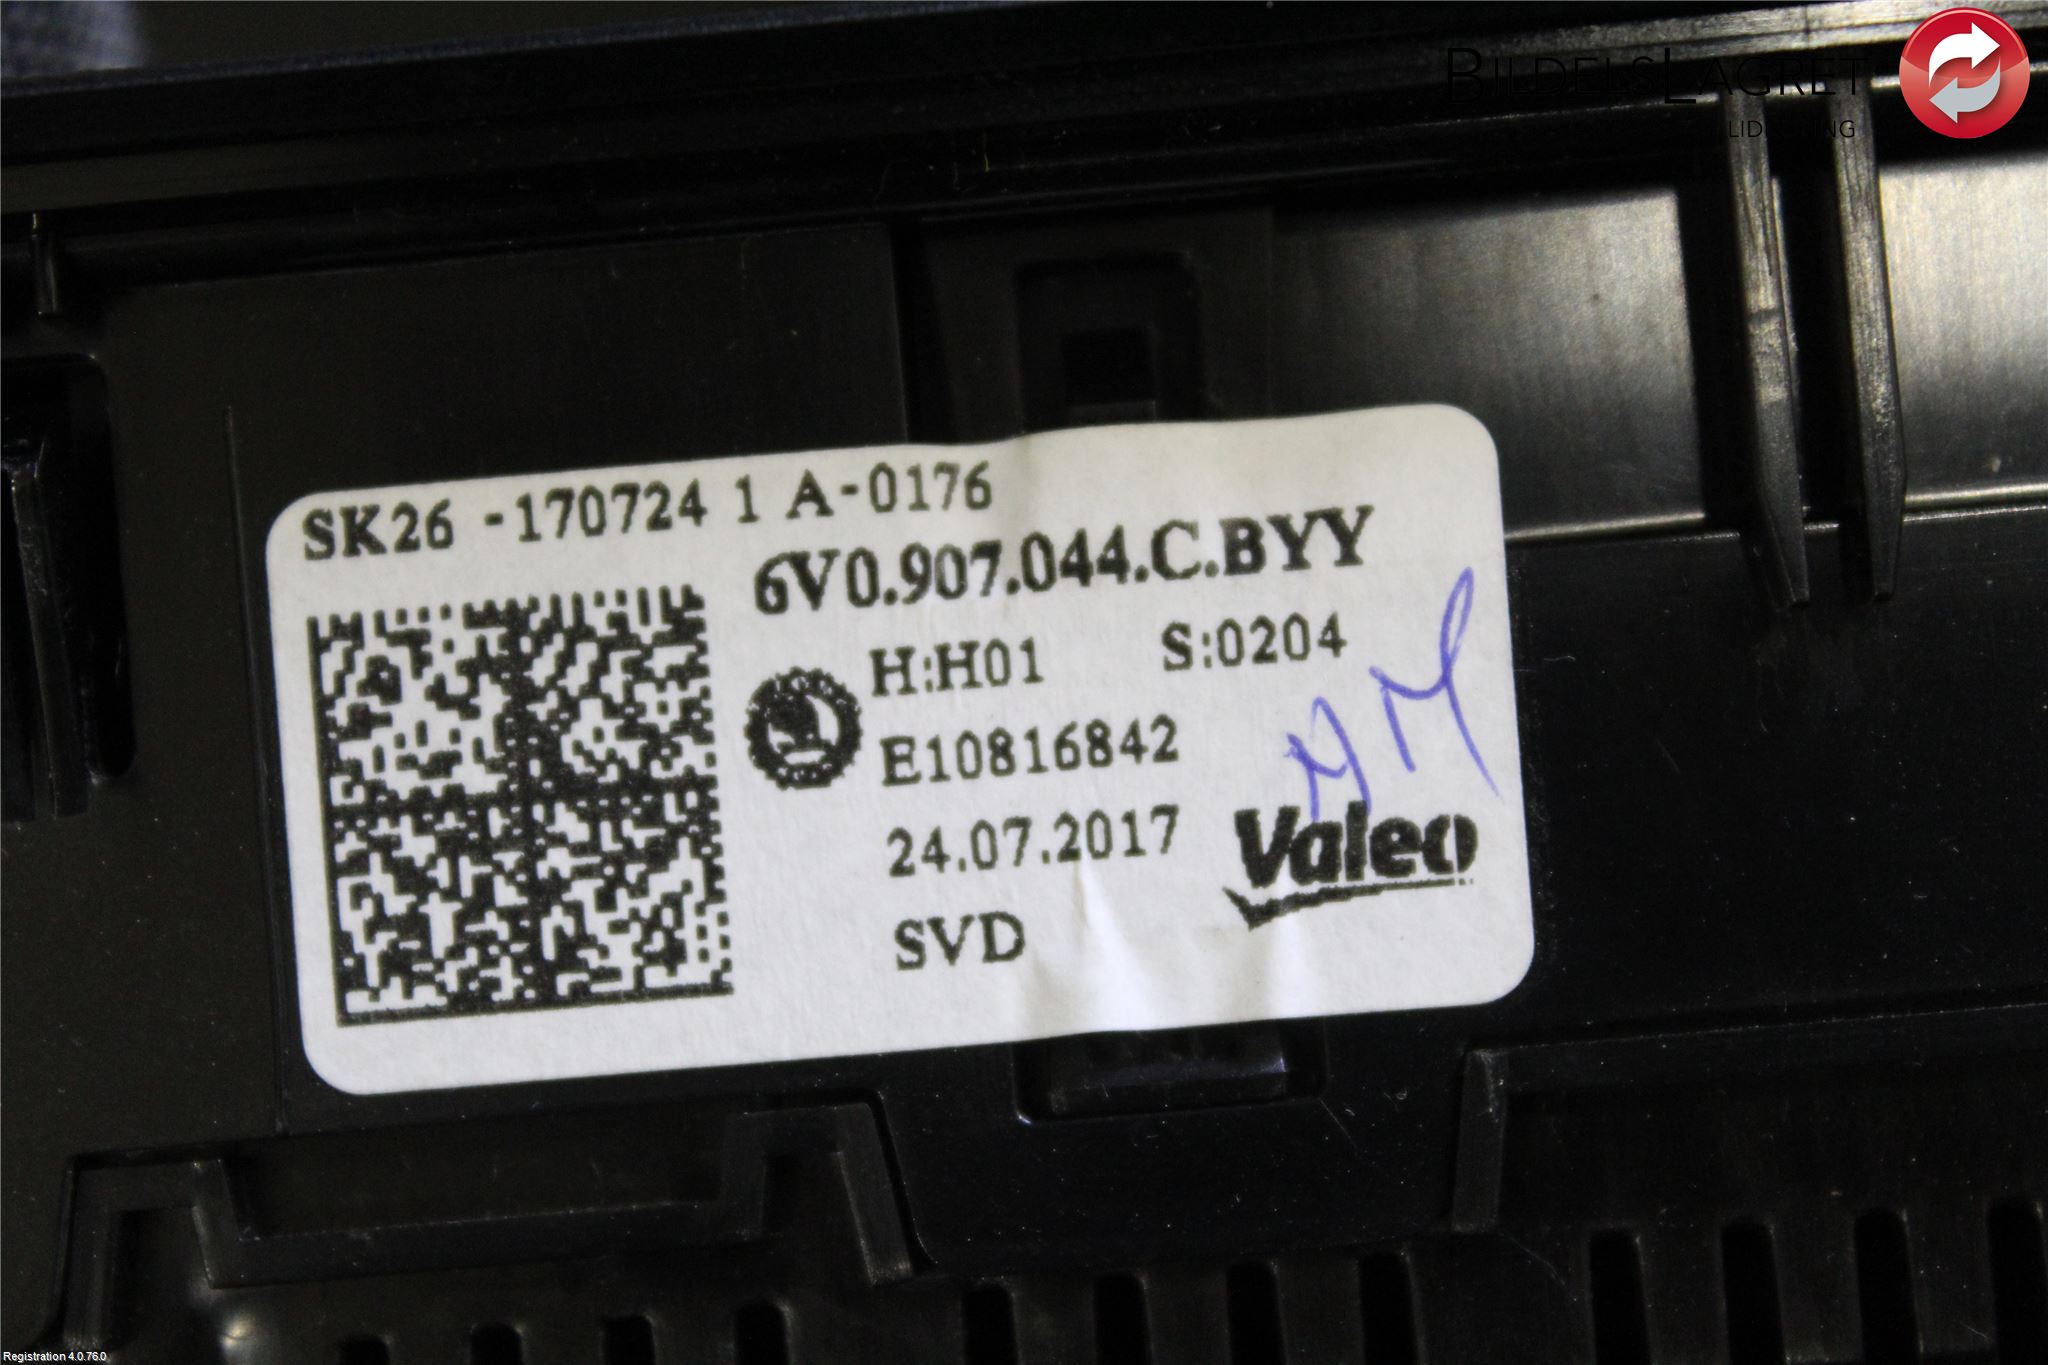 BILDELSLAGRET
LIDKÖPING
SK26 -170724 1 A-0176
6V0.907.044.C.BYY
H:H01 S:0204
E10816842
24.07.2017
Valeo
SVD
Registration 4.0.76.0